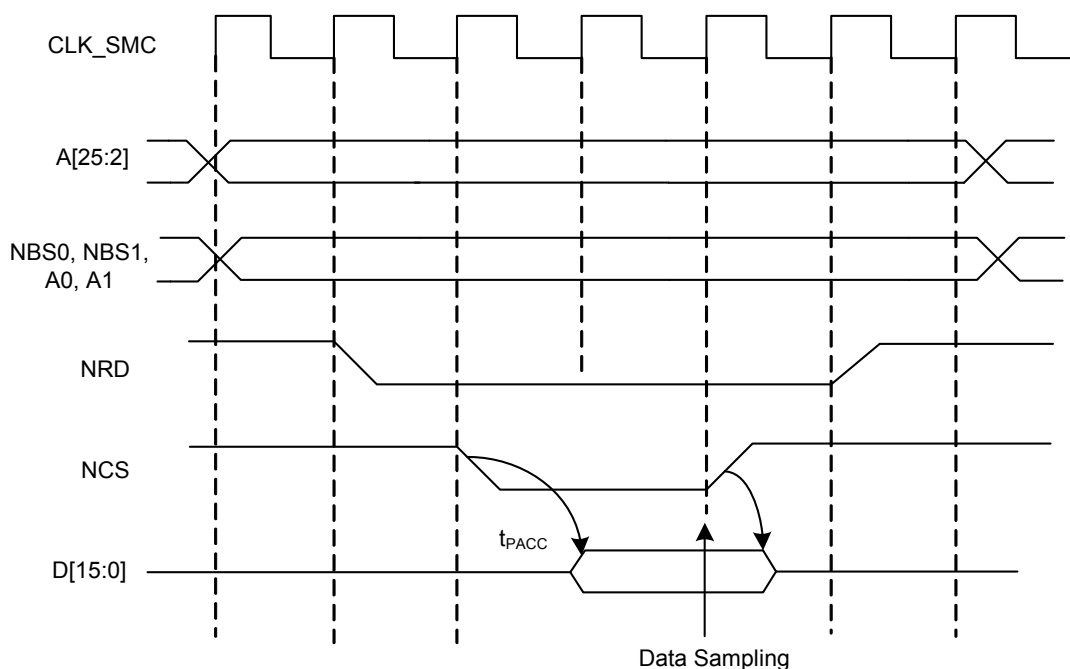 CLK_SMC
A[25:2]
NBS0, NBS1,
A0, A1
NRD
NCS
tPACC
D[15:0]
Data Sampling